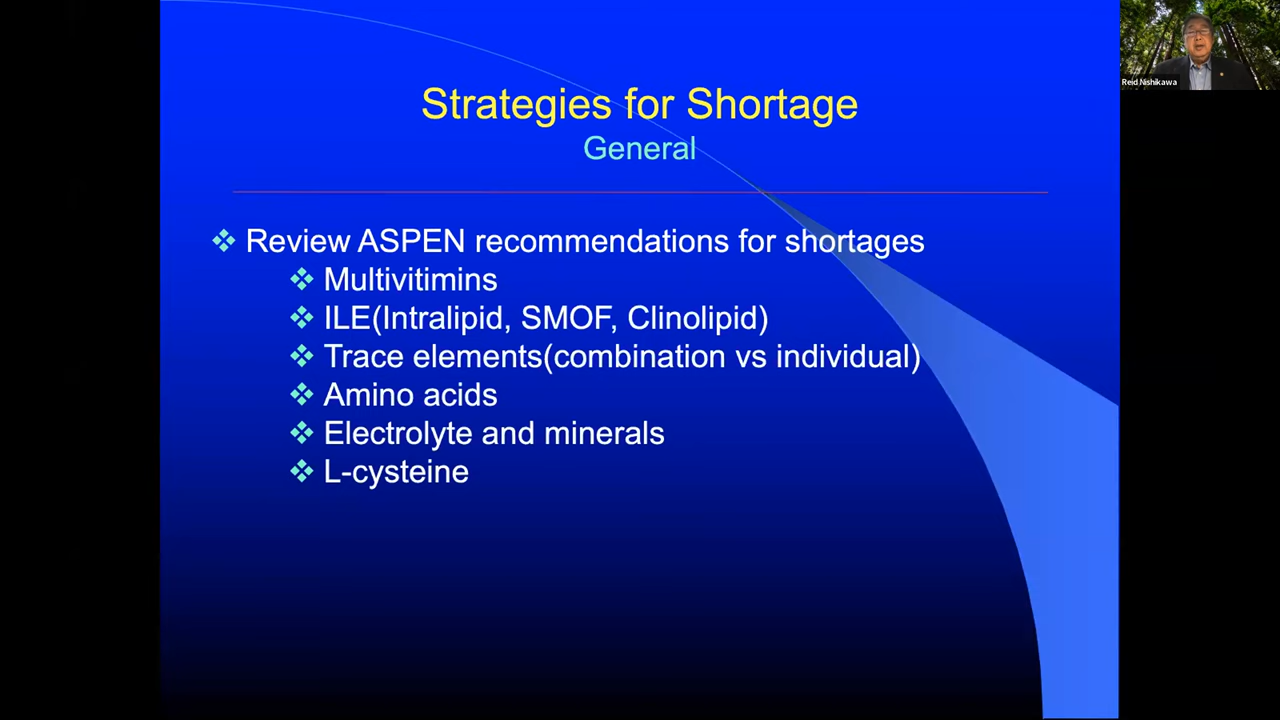 Strategies for Shortage
General
Review ASPEN recommendations for shortages
Multivitimins
ILE(Intralipid, SMOF, Clinolipid)
Trace elements(combination vs individual)
Amino acids
Electrolyte and minerals
L-cysteine
Reid Nishikawa